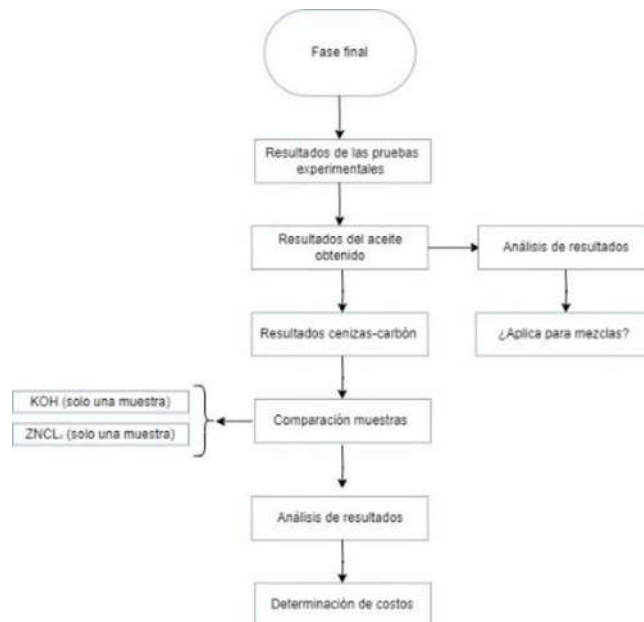 Fase final
Resultados de las pruebas
experimentales
Resultados del aceite
obtenido
Análisis de resultados
Resultados cenizas-carbón
¿Aplica para mezclas?
KOH (solo una muestra)
ZNCL₂ (solo una muestra)
Comparación muestras
Análisis de resultados
Determinación de costos